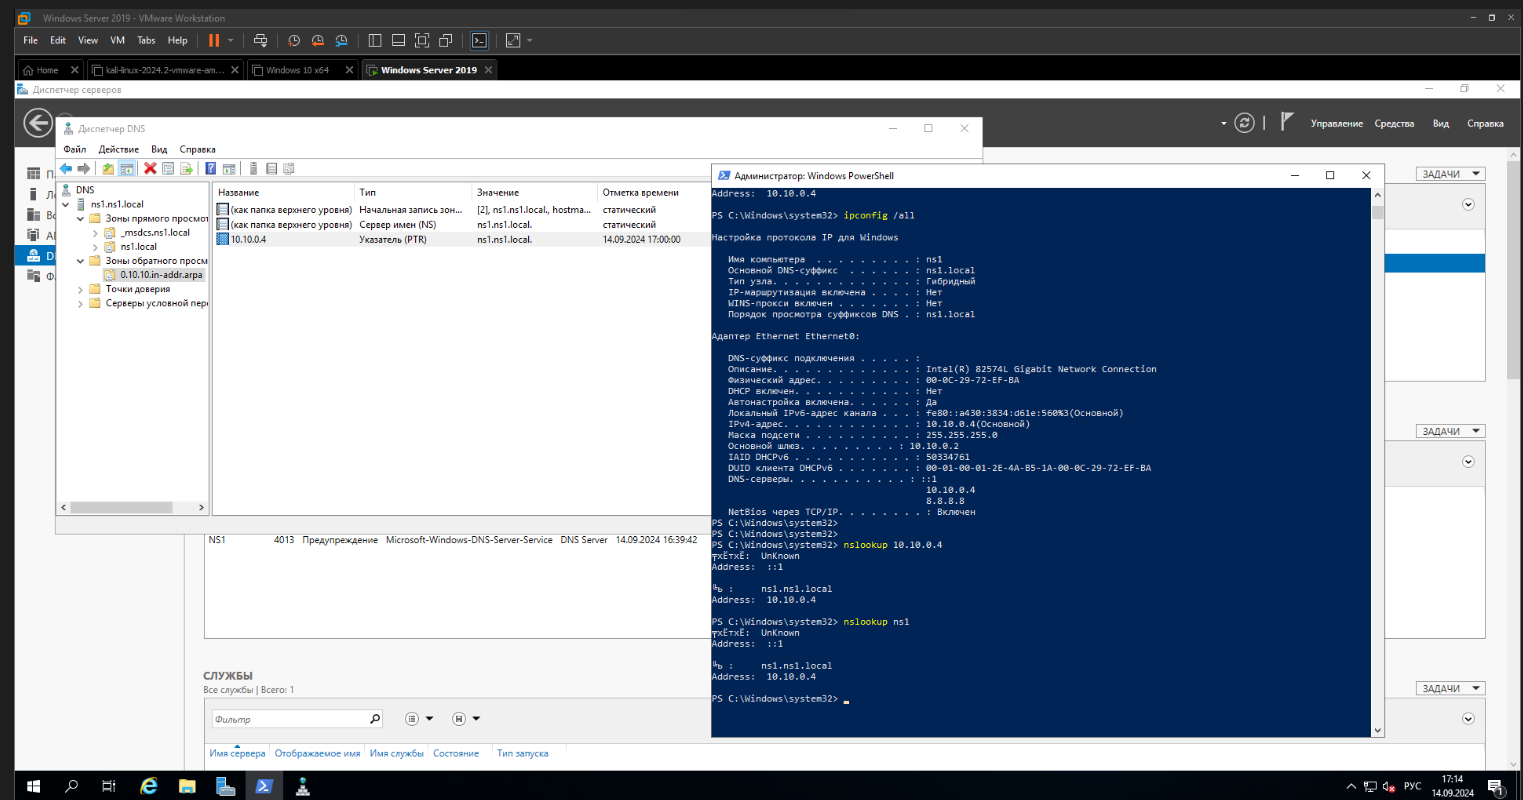 Windows Server 2019 - VMware Workstation
File Edit View VM Tabs Help
Home kali-linux-2024.2-vmware-am... Windows 10 x64 Windows Server 2019
Диспетчер серверов
Управление Средства Вид Справка
Диспетчер DNS
Файл Действие Вид Справка
DNS
ns1.ns1.local
Зоны прямого просмот
_msdcs.ns1.local
ns1.local
Зоны обратного просм
0.10.10.in-addr.arpa
Точки доверия
Серверы условной пер
Название Тип Значение Отметка времени
(как папка верхнего уровня) Начальная запись зон... [2], ns1.ns1.local., hostma... статический
(как папка верхнего уровня) Сервер имен (NS) ns1.ns1.local. статический
10.10.0.4 Указатель (PTR) ns1.ns1.local. 14.09.2024 17:00:00
Администратор: Windows PowerShell
Address: 10.10.0.4
PS C:\Windows\system32> ipconfig /all
Настройка протокола IP для Windows
Имя компьютера . . . . . . . . . : ns1
Основной DNS-суффикс . . . . . . : ns1.local
Тип узла. . . . . . . . . . . . . : Гибридный
IP-маршрутизация включена . . . . : Нет
WINS-прокси включен . . . . . . . : Нет
Порядок просмотра суффиксов DNS . : ns1.local
Адаптер Ethernet Ethernet0:
DNS-суффикс подключения . . . . . :
Описание. . . . . . . . . . . . . : Intel(R) 82574L Gigabit Network Connection
Физический адрес. . . . . . . . . : 00-0C-29-72-EF-BA
DHCP включен. . . . . . . . . . . : Нет
Автонастройка включена. . . . . . : Да
Локальный IPv6-адрес канала . . . : fe80::a430:3834:d61e:560%3(Основной)
IPv4-адрес. . . . . . . . . . . . : 10.10.0.4(Основной)
Маска подсети . . . . . . . . . . : 255.255.255.0
Основной шлюз. . . . . . . . . : 10.10.0.2
IAID DHCPv6 . . . . . . . . . . . : 50334761
DUID клиента DHCPv6 . . . . . . . : 00-01-00-01-2E-4A-B5-1A-00-0C-29-72-EF-BA
DNS-серверы. . . . . . . . . . . : ::1
10.10.0.4
8.8.8.8
NetBios через TCP/IP. . . . . . . . : Включен
PS C:\Windows\system32>
PS C:\Windows\system32>
PS C:\Windows\system32> nslookup 10.10.0.4
╤хЁтхЁ: UnKnown
Address: ::1
╚ь : ns1.ns1.local
Address: 10.10.0.4
PS C:\Windows\system32> nslookup ns1
╤хЁтхЁ: UnKnown
Address: ::1
╚ь : ns1.ns1.local
Address: 10.10.0.4
PS C:\Windows\system32>
ЗАДАЧИ
ЗАДАЧИ
NS1 4013 Предупреждение Microsoft-Windows-DNS-Server-Service DNS Server 14.09.2024 16:39:42
СЛУЖБЫ
Все службы | Всего: 1
ЗАДАЧИ
Фильтр
Имя сервера Отображаемое имя Имя службы Состояние Тип запуска
РУС
17:14
14.09.2024
1